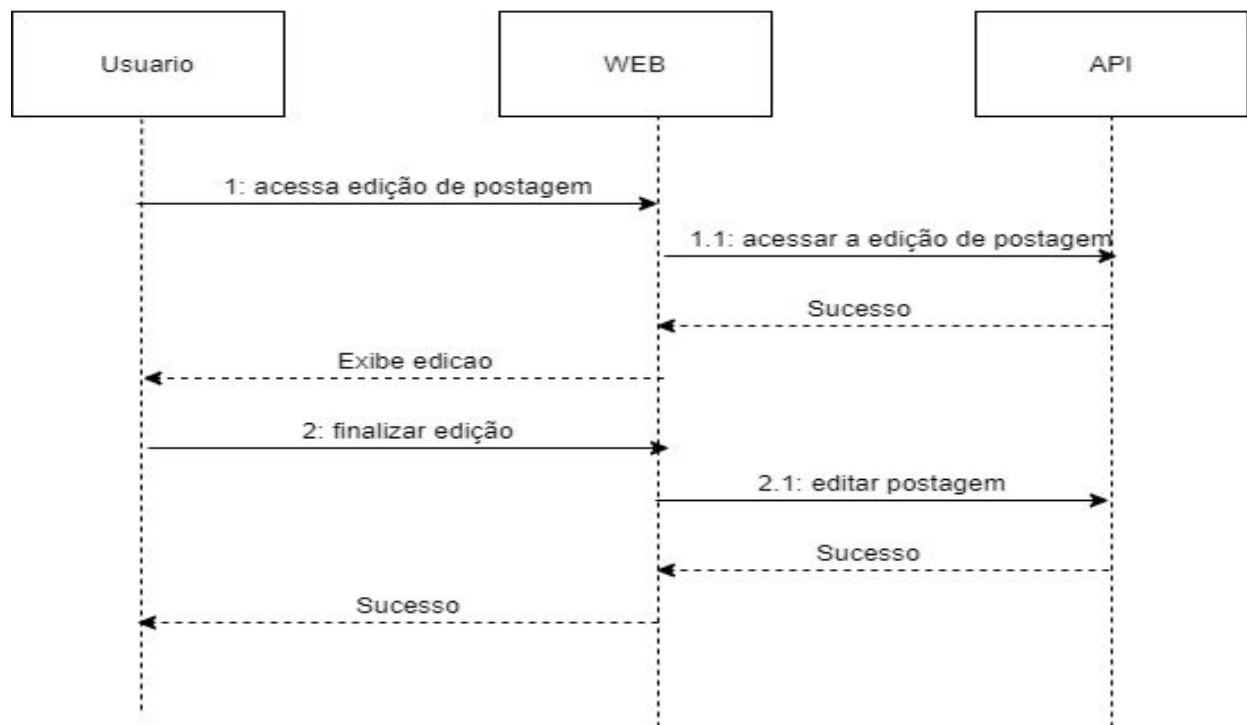 Usuario
WEB
API
1: acessa edição de postagem
1.1: acessar a edição de postagem
Sucesso
Exibe edicao
2: finalizar edição
2.1: editar postagem
Sucesso
Sucesso